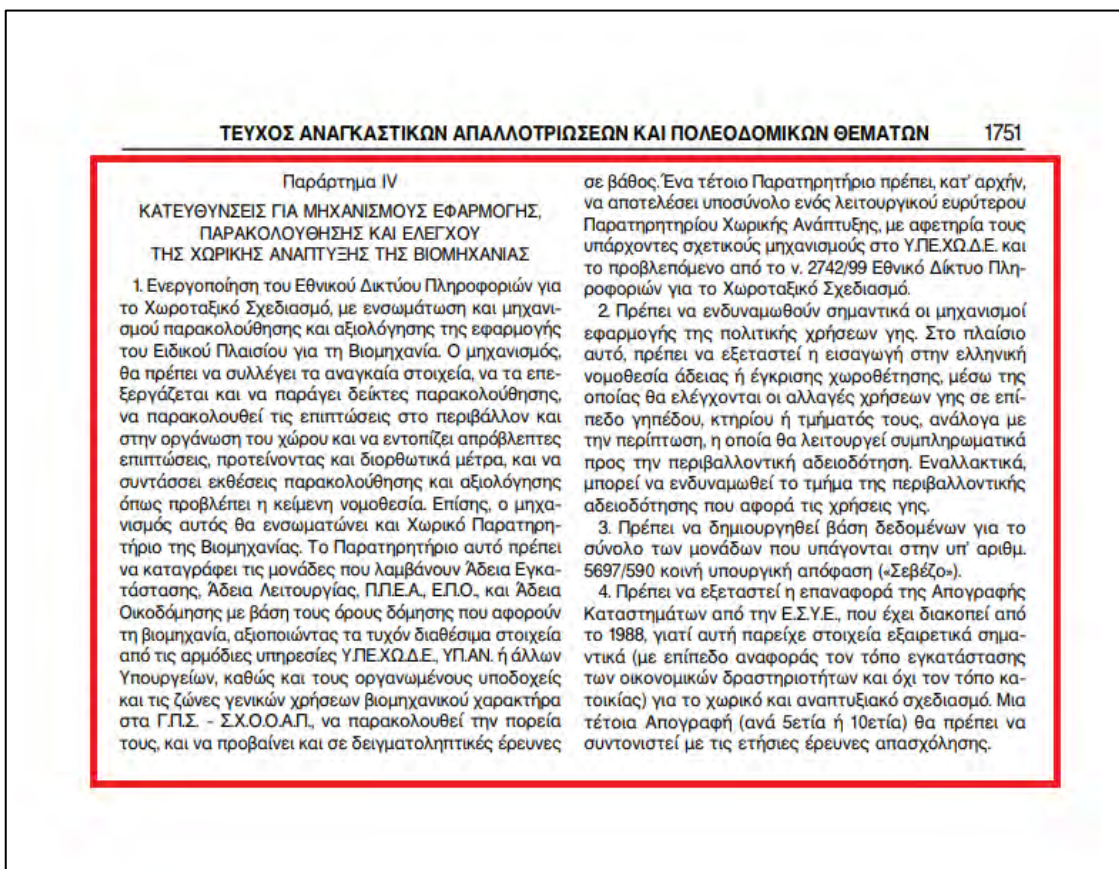 ΤΕΥΧΟΣ ΑΝΑΓΚΑΣΤΙΚΩΝ ΑΠΑΛΛΟΤΡΙΩΣΕΩΝ ΚΑΙ ΠΟΛΕΟΔΟΜΙΚΩΝ ΘΕΜΑΤΩΝ 1751
Παράρτημα IV
ΚΑΤΕΥΘΥΝΣΕΙΣ ΓΙΑ ΜΗΧΑΝΙΣΜΟΥΣ ΕΦΑΡΜΟΓΗΣ,
ΠΑΡΑΚΟΛΟΥΘΗΣΗΣ ΚΑΙ ΕΛΕΓΧΟΥ
ΤΗΣ ΧΩΡΙΚΗΣ ΑΝΑΠΤΥΞΗΣ ΤΗΣ ΒΙΟΜΗΧΑΝΙΑΣ
1. Ενεργοποίηση του Εθνικού Δικτύου Πληροφοριών για
το Χωροταξικό Σχεδιασμό, με ενσωμάτωση και μηχανι-
σμού παρακολούθησης και αξιολόγησης της εφαρμογής
του Ειδικού Πλαισίου για τη Βιομηχανία. Ο μηχανισμός,
θα πρέπει να συλλέγει τα αναγκαία στοιχεία, να τα επε-
ξεργάζεται και να παράγει δείκτες παρακολούθησης,
να παρακολουθεί τις επιπτώσεις στο περιβάλλον και
στην οργάνωση του χώρου και να εντοπίζει απρόβλεπτες
επιπτώσεις, προτείνοντας και διορθωτικά μέτρα, και να
συντάσσει εκθέσεις παρακολούθησης και αξιολόγησης
όπως προβλέπει η κείμενη νομοθεσία. Επίσης, ο μηχα-
νισμός αυτός θα ενσωματώνει και Χωρικό Παρατηρη-
τήριο της Βιομηχανίας. Το Παρατηρητήριο αυτό πρέπει
να καταγράφει τις μονάδες που λαμβάνουν Άδεια Εγκα-
τάστασης, Άδεια Λειτουργίας, Π.Π.Ε.Α., Ε.Π.Ο., και Άδεια
Οικοδόμησης με βάση τους όρους δόμησης που αφορούν
τη βιομηχανία, αξιοποιώντας τα τυχόν διαθέσιμα στοιχεία
από τις αρμόδιες υπηρεσίες Υ.ΠΕ.ΧΩ.Δ.Ε., ΥΠ.ΑΝ. ή άλλων
Υπουργείων, καθώς και τους οργανωμένους υποδοχείς
και τις ζώνες γενικών χρήσεων βιομηχανικού χαρακτήρα
στα Γ.Π.Σ. - Σ.Χ.Ο.Ο.Α.Π., να παρακολουθεί την πορεία
τους, και να προβαίνει και σε δειγματοληπτικές έρευνες
σε βάθος. Ένα τέτοιο Παρατηρητήριο πρέπει, κατ' αρχήν,
να αποτελέσει υποσύνολο ενός λειτουργικού ευρύτερου
Παρατηρητηρίου Χωρικής Ανάπτυξης, με αφετηρία τους
υπάρχοντες σχετικούς μηχανισμούς στο Υ.ΠΕ.ΧΩ.Δ.Ε. και
το προβλεπόμενο από το ν. 2742/99 Εθνικό Δίκτυο Πλη-
ροφοριών για το Χωροταξικό Σχεδιασμό.
2. Πρέπει να ενδυναμωθούν σημαντικά οι μηχανισμοί
εφαρμογής της πολιτικής χρήσεων γης. Στο πλαίσιο
αυτό, πρέπει να εξεταστεί η εισαγωγή στην ελληνική
νομοθεσία άδειας ή έγκρισης χωροθέτησης, μέσω της
οποίας θα ελέγχονται οι αλλαγές χρήσεων γης σε επί-
πεδο γηπέδου, κτηρίου ή τμήματός τους, ανάλογα με
την περίπτωση, η οποία θα λειτουργεί συμπληρωματικά
προς την περιβαλλοντική αδειοδότηση. Εναλλακτικά,
μπορεί να ενδυναμωθεί το τμήμα της περιβαλλοντικής
αδειοδότησης που αφορά τις χρήσεις γης.
3. Πρέπει να δημιουργηθεί βάση δεδομένων για το
σύνολο των μονάδων που υπάγονται στην υπ' αριθμ.
5697/590 κοινή υπουργική απόφαση («Σεβέζο»).
4. Πρέπει να εξεταστεί η επαναφορά της Απογραφής
Καταστημάτων από την Ε.Σ.Υ.Ε., που έχει διακοπεί από
το 1988, γιατί αυτή παρείχε στοιχεία εξαιρετικά σημα-
ντικά (με επίπεδο αναφοράς τον τόπο εγκατάστασης
των οικονομικών δραστηριοτήτων και όχι τον τόπο κα-
τοικίας) για το χωρικό και αναπτυξιακό σχεδιασμό. Μια
τέτοια Απογραφή (ανά 5ετία ή 10ετία) θα πρέπει να
συντονιστεί με τις ετήσιες έρευνες απασχόλησης.